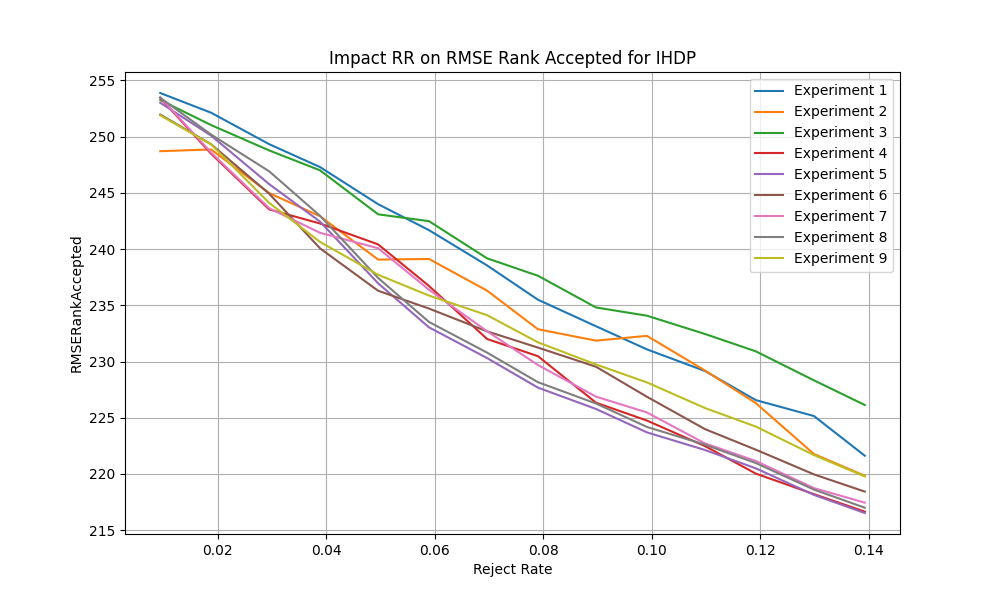 Impact RR on RMSE Rank Accepted for IHDP
RMSERankAccepted
255
250
245
240
235
230
225
220
215
0.02
0.04
0.06
0.08
0.10
0.12
0.14
Reject Rate
Experiment 1
Experiment 2
Experiment 3
Experiment 4
Experiment 5
Experiment 6
Experiment 7
Experiment 8
Experiment 9